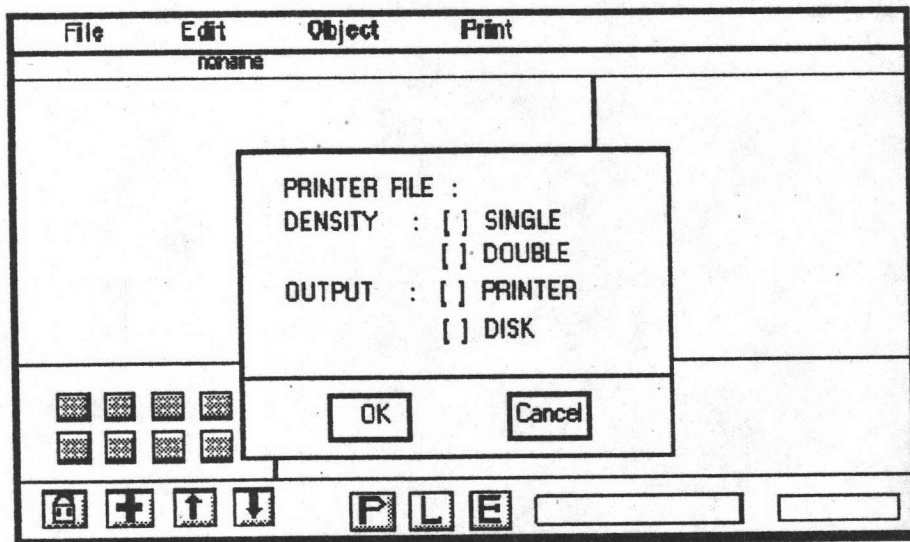 File Edit Object Print
noname
PRINTER FILE :
DENSITY : [ ] SINGLE
[ ] DOUBLE
OUTPUT : [ ] PRINTER
[ ] DISK
OK Cancel
P L E